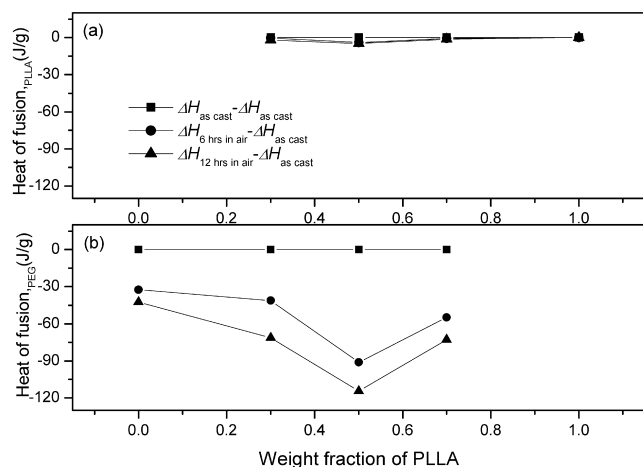 (a)
Heat of fusion,PLLA(J/g)
0
-30
-60
-90
-120
ΔHas cast-ΔHas cast
ΔH6 hrs in air-ΔHas cast
ΔH12 hrs in air-ΔHas cast
0.0 0.2 0.4 0.6 0.8 1.0
(b)
Heat of fusion,PEG(J/g)
0
-30
-60
-90
-120
0.0 0.2 0.4 0.6 0.8 1.0
Weight fraction of PLLA